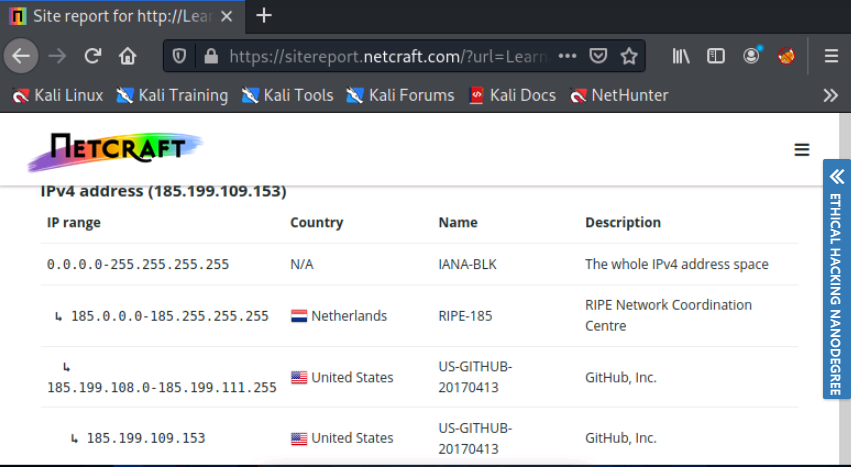 Site report for http://Lear
https://sitereport.netcraft.com/?url=Learn
Kali Linux Kali Training Kali Tools Kali Forums Kali Docs NetHunter
NETCRAFT
IPv4 address (185.199.109.153)
IP range Country Name Description
0.0.0.0-255.255.255.255 N/A IANA-BLK The whole IPv4 address space
↳ 185.0.0.0-185.255.255.255 Netherlands RIPE-185 RIPE Network Coordination
Centre
↳
185.199.108.0-185.199.111.255 United States US-GITHUB-
20170413 GitHub, Inc.
↳ 185.199.109.153 United States US-GITHUB-
20170413 GitHub, Inc.
ETHICAL HACKING NANODEGREE